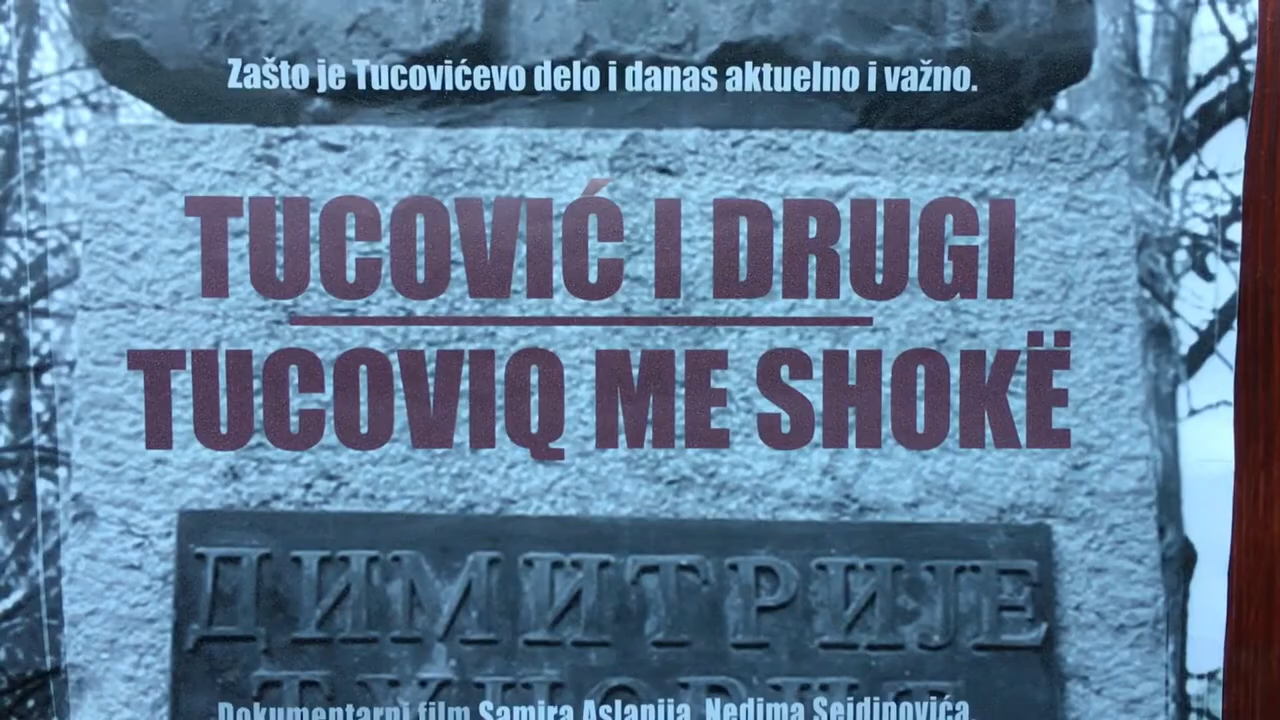 Zašto je Tucovićevo delo i danas aktuelno i važno.
TUCOVIĆ I DRUGI
TUCOVIQ ME SHOKË
ДИМИТРИЈЕ
Dokumentarni film Samira Aslanija, Nedima Sejdinovića,